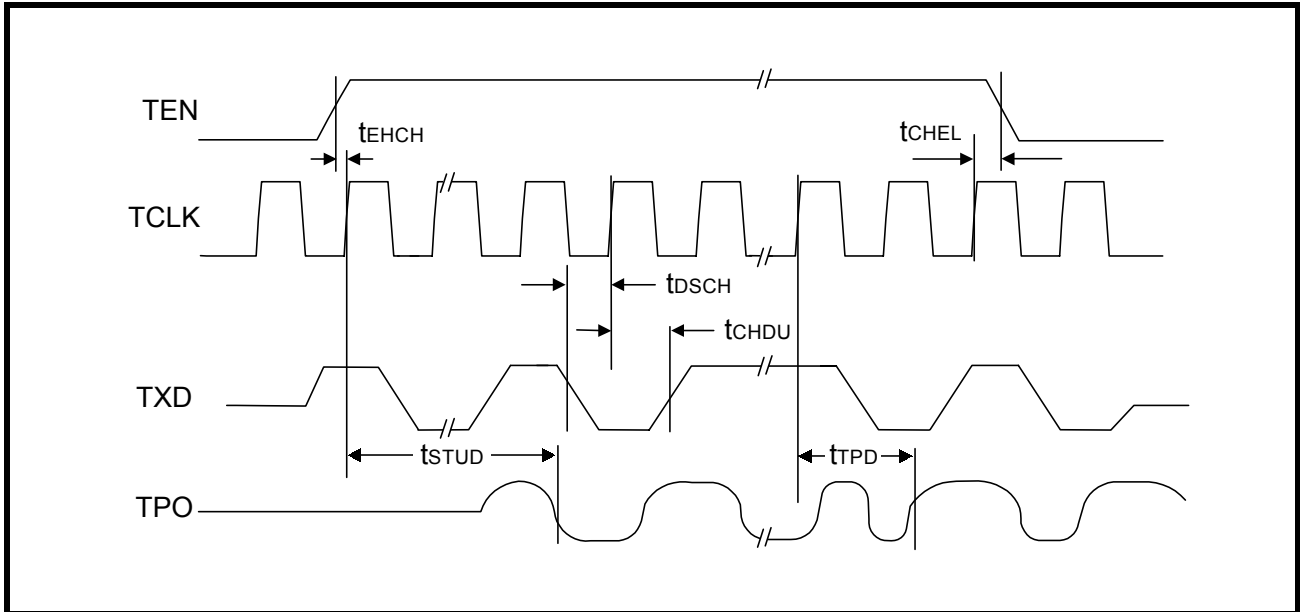 TEN
tEHCH
tCHEL
TCLK
tDSCH
tCHDU
TXD
tSTUD
tTPD
TPO